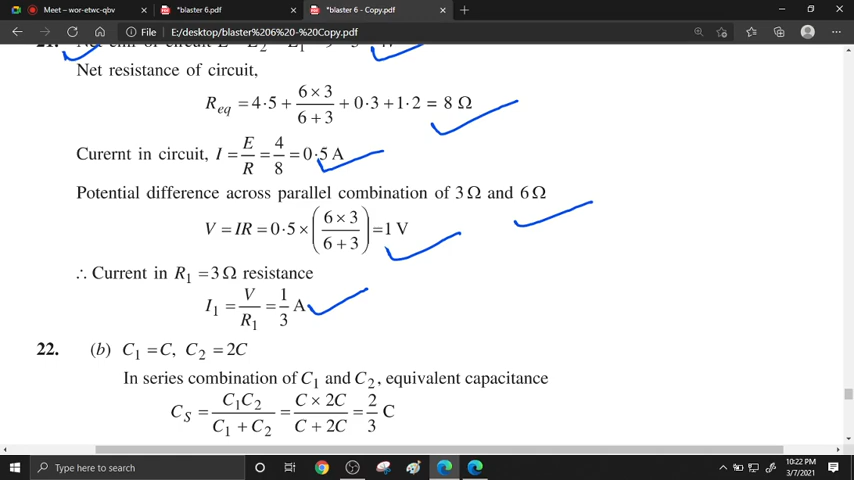 Meet – wor-etwc-qbv
*blaster 6.pdf
*blaster 6 - Copy.pdf
File | E:/desktop/blaster%206%20-%20Copy.pdf
Net resistance of circuit,
R_eq = 4·5 + (6 × 3)/(6 + 3) + 0·3 + 1·2 = 8 Ω
Curernt in circuit, I = E/R = 4/8 = 0·5 A
Potential difference across parallel combination of 3 Ω and 6 Ω
V = IR = 0·5 × ((6 × 3)/(6 + 3)) = 1 V
∴ Current in R₁ = 3 Ω resistance
I₁ = V/R₁ = 1/3 A
22. (b) C₁ = C, C₂ = 2C
In series combination of C₁ and C₂, equivalent capacitance
C_S = C₁C₂/(C₁ + C₂) = (C × 2C)/(C + 2C) = 2/3 C
Type here to search
10:22 PM
3/7/2021